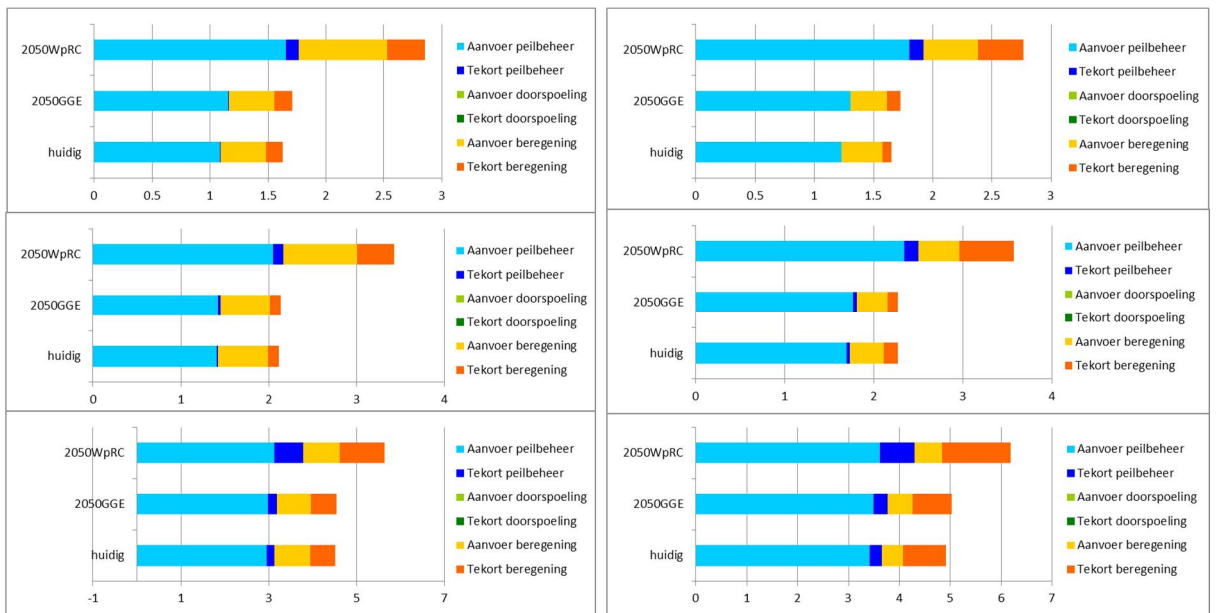 2050WpRC
2050GGE
huidig
0 0.5 1 1.5 2 2.5 3
Aanvoer peilbeheer
Tekort peilbeheer
Aanvoer doorspoeling
Tekort doorspoeling
Aanvoer beregening
Tekort beregening
2050WpRC
2050GGE
huidig
0 0.5 1 1.5 2 2.5 3
Aanvoer peilbeheer
Tekort peilbeheer
Aanvoer doorspoeling
Tekort doorspoeling
Aanvoer beregening
Tekort beregening
2050WpRC
2050GGE
huidig
0 1 2 3 4
Aanvoer peilbeheer
Tekort peilbeheer
Aanvoer doorspoeling
Tekort doorspoeling
Aanvoer beregening
Tekort beregening
2050WpRC
2050GGE
huidig
0 1 2 3 4
Aanvoer peilbeheer
Tekort peilbeheer
Aanvoer doorspoeling
Tekort doorspoeling
Aanvoer beregening
Tekort beregening
2050WpRC
2050GGE
huidig
-1 1 3 5 7
Aanvoer peilbeheer
Tekort peilbeheer
Aanvoer doorspoeling
Tekort doorspoeling
Aanvoer beregening
Tekort beregening
2050WpRC
2050GGE
huidig
0 1 2 3 4 5 6 7
Aanvoer peilbeheer
Tekort peilbeheer
Aanvoer doorspoeling
Tekort doorspoeling
Aanvoer beregening
Tekort beregening